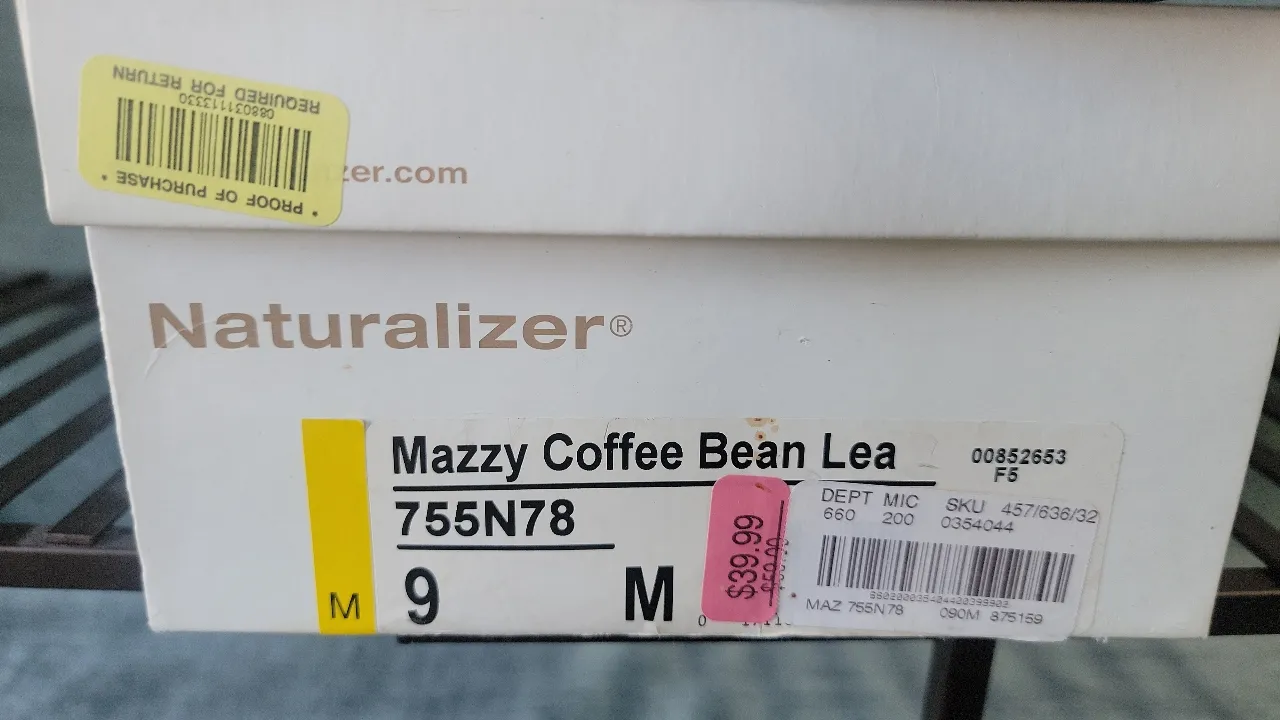 REQUIRED FOR RETURN
08803111330
* PROOF OF PURCHASE *
zer.com
Naturalizer®
Mazzy Coffee Bean Lea
00852653
F5
755N78
9 M
M
$39.99
DEPT MIC SKU 457/636/32
660 200 0354044
MAZ 755N78 090M 875159